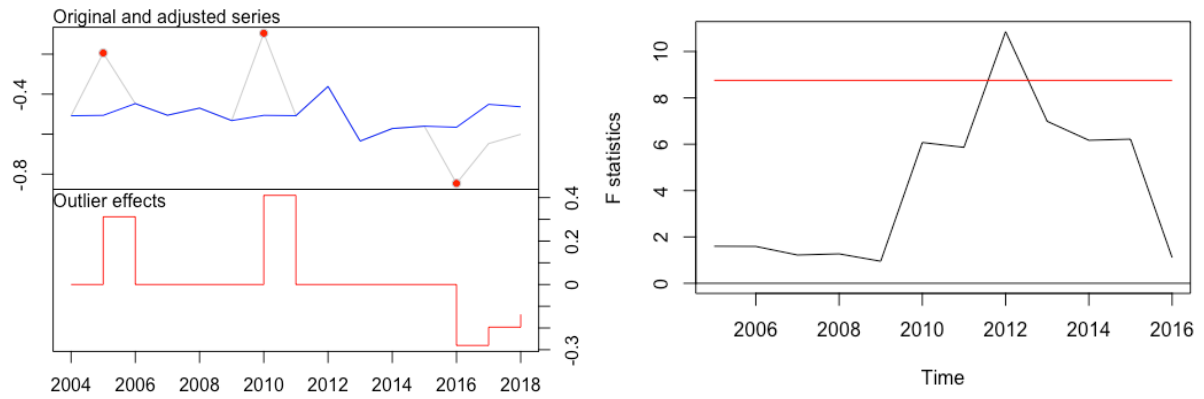 Original and adjusted series
-0.4
-0.8
Outlier effects
0.4
0.2
0
-0.3
2004 2006 2008 2010 2012 2014 2016 2018
F statistics
10
8
6
4
2
0
2006 2008 2010 2012 2014 2016
Time